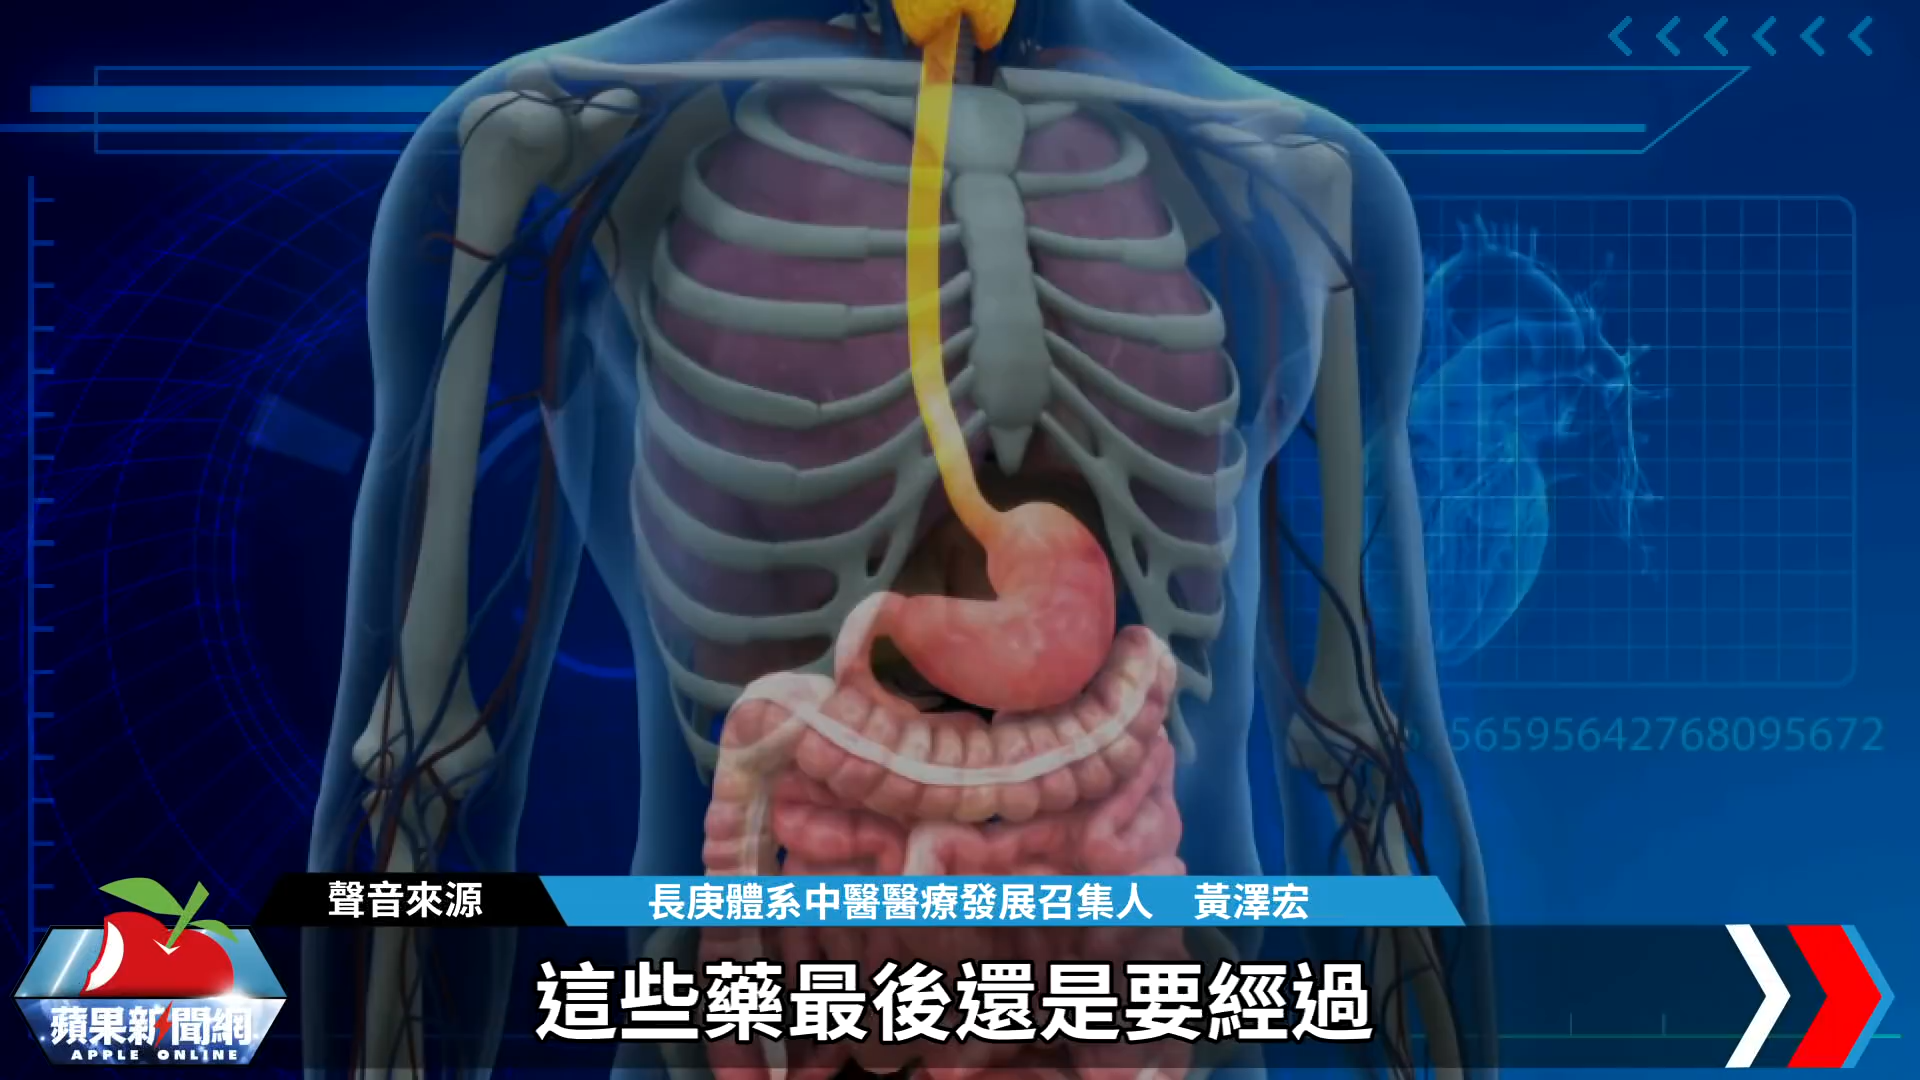 565956427680956​72
聲音來源
長庚體系中醫醫療發展召集人 黃澤宏
這些藥最後還是要經過
蘋果新聞網
APPLE ONLINE